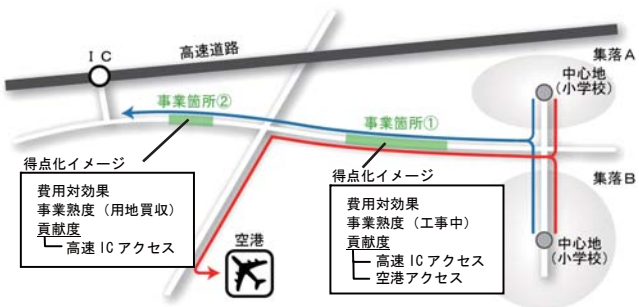 高速道路
IC
集落A
中心地
(小学校)
事業箇所②
事業箇所①
得点化イメージ
費用対効果
事業熟度（用地買収）
貢献度
高速ICアクセス
得点化イメージ
費用対効果
事業熟度（工事中）
貢献度
高速ICアクセス
空港アクセス
集落B
空港
中心地
(小学校)